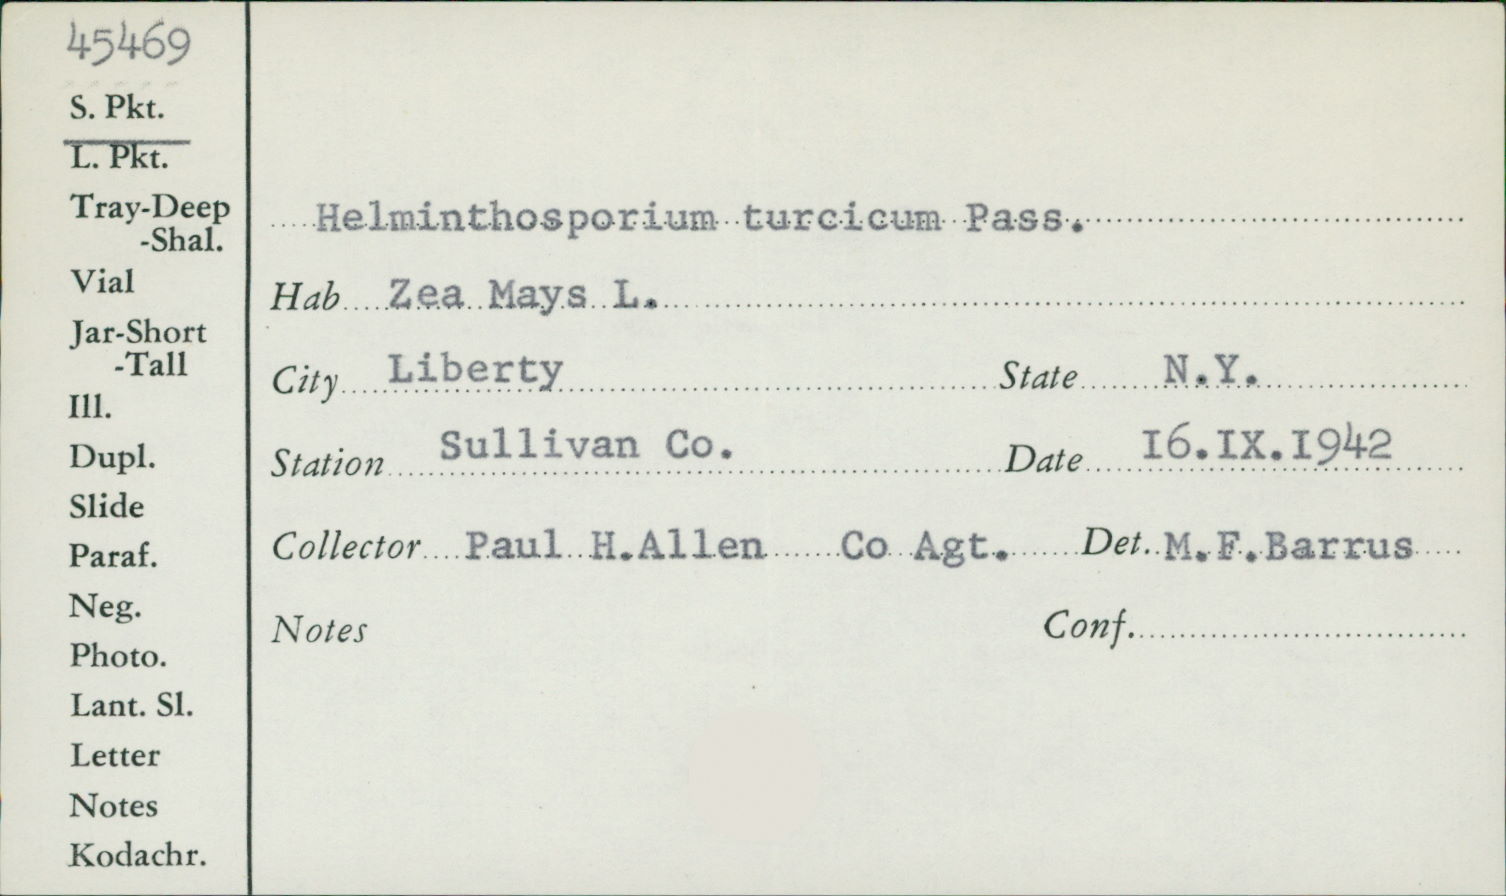 45469
S. Pkt.
L. Pkt.
Tray-Deep
-Shal.
Vial
Jar-Short
-Tall
Ill.
Dupl.
Slide
Paraf.
Neg.
Photo.
Lant. Sl.
Letter
Notes
Kodachr.
Helminthosporium turcicum Pass.
Hab Zea Mays L.
City Liberty State N.Y.
Station Sullivan Co. Date I6.IX.I942
Collector Paul H.Allen Co Agt. Det. M.F.Barrus
Notes Conf.